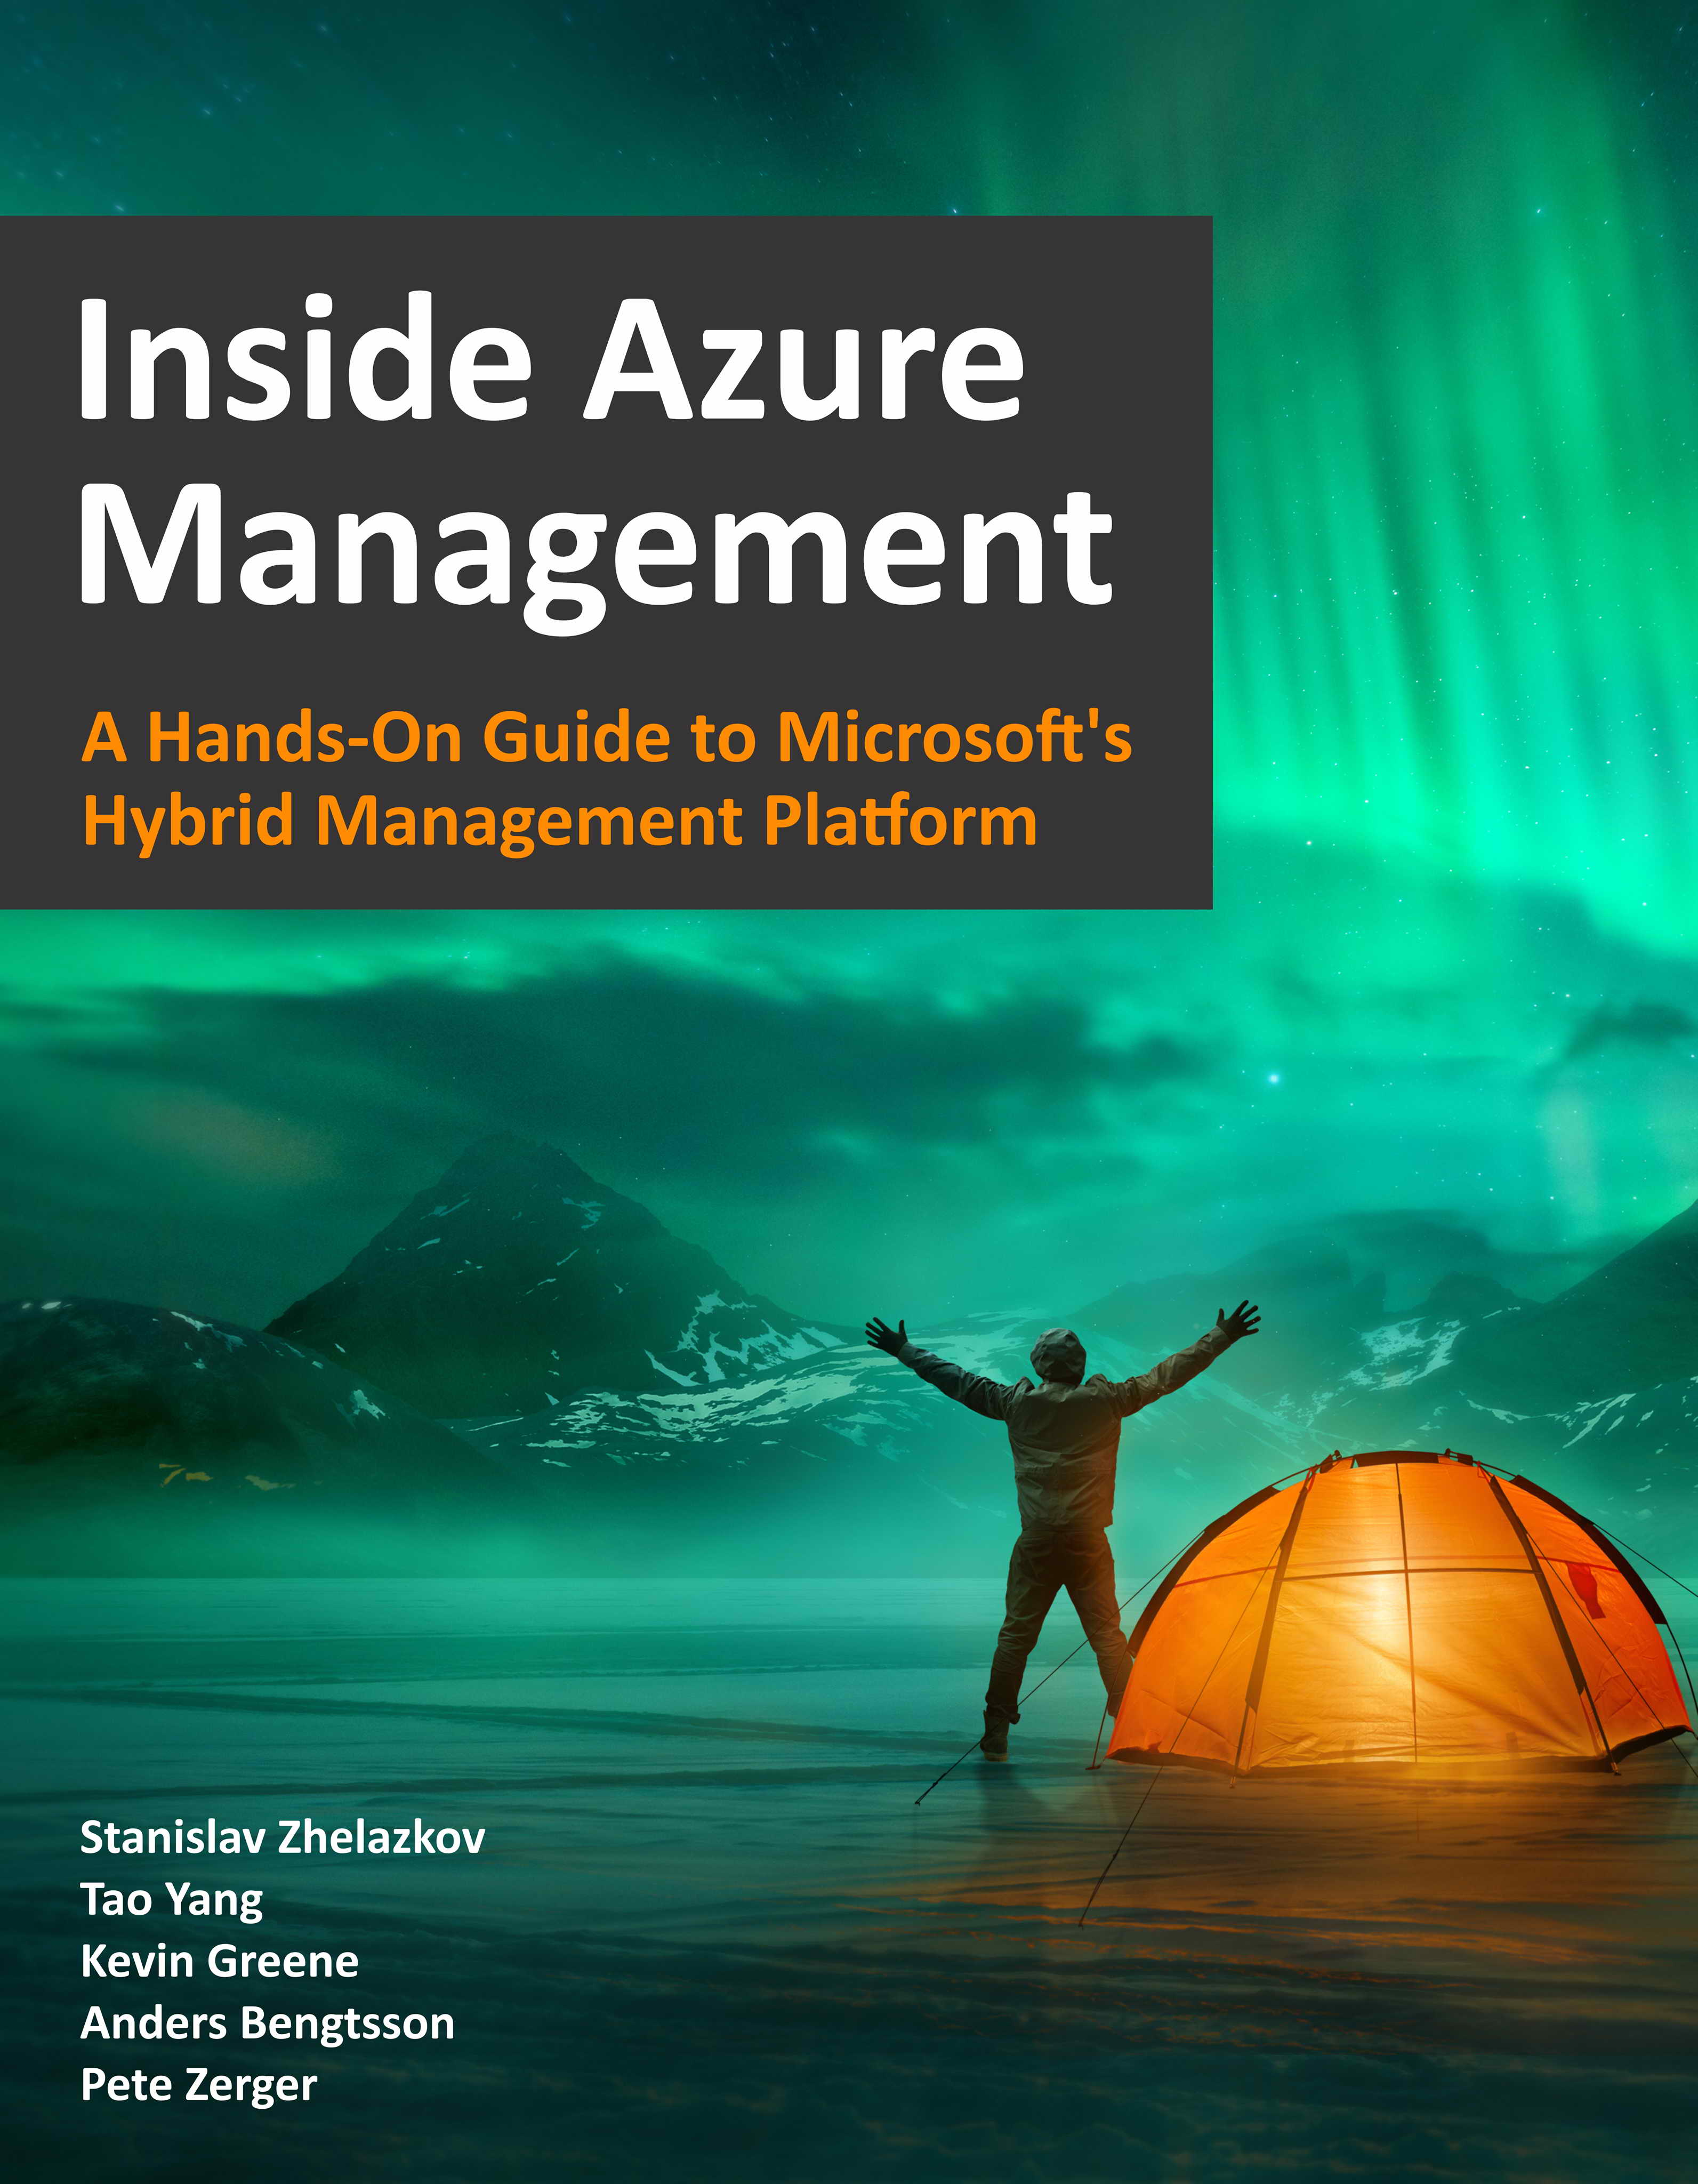 Inside Azure
Management
A Hands-On Guide to Microsoft's
Hybrid Management Platform
Stanislav Zhelazkov
Tao Yang
Kevin Greene
Anders Bengtsson
Pete Zerger